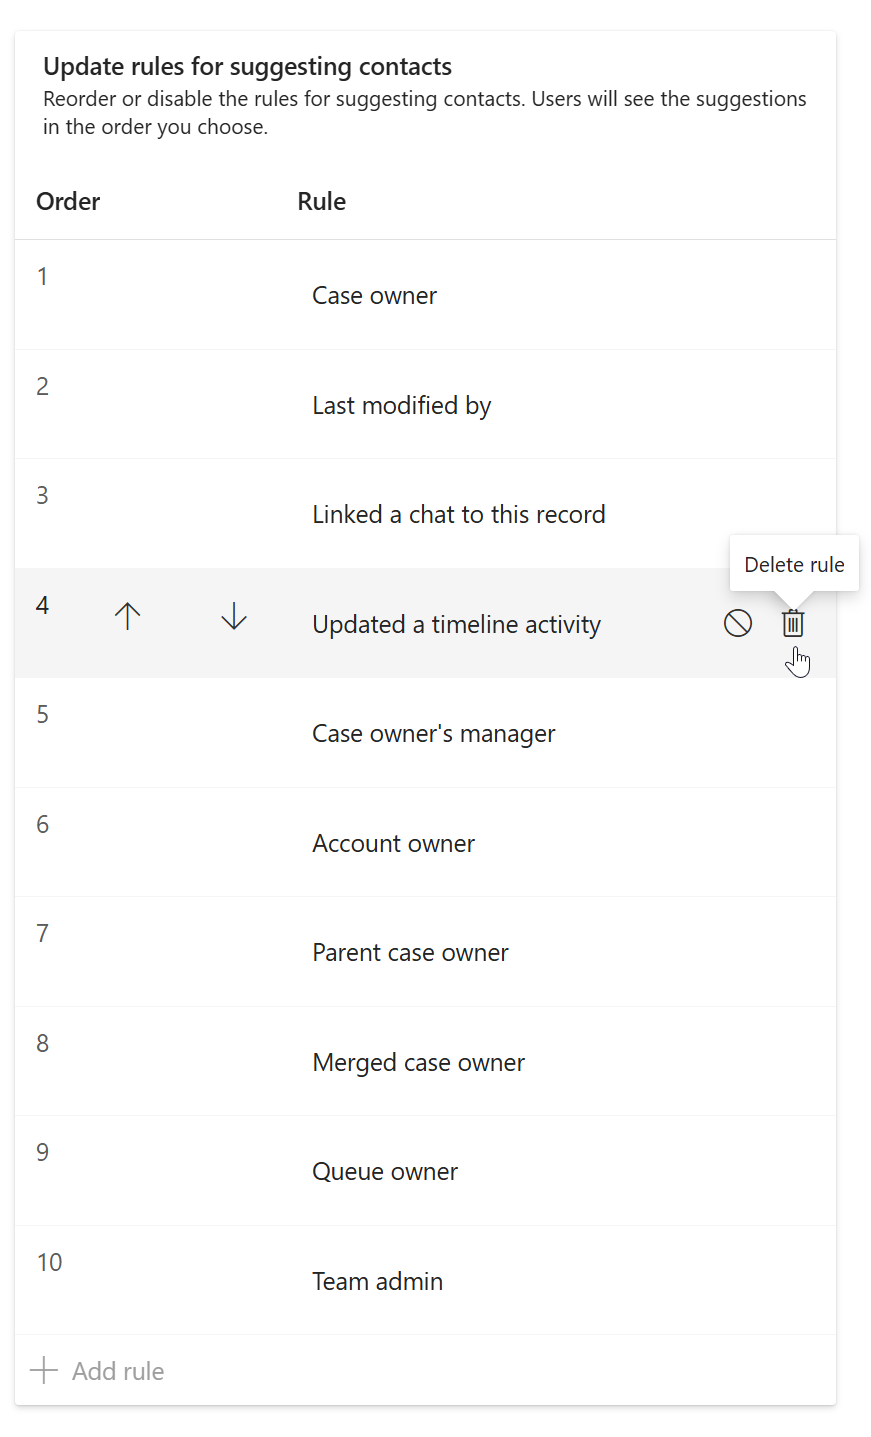 Update rules for suggesting contacts
Reorder or disable the rules for suggesting contacts. Users will see the suggestions
in the order you choose.
Order Rule
1
Case owner
2
Last modified by
3
Linked a chat to this record
Delete rule
4
Updated a timeline activity
5
Case owner's manager
6
Account owner
7
Parent case owner
8
Merged case owner
9
Queue owner
10
Team admin
Add rule